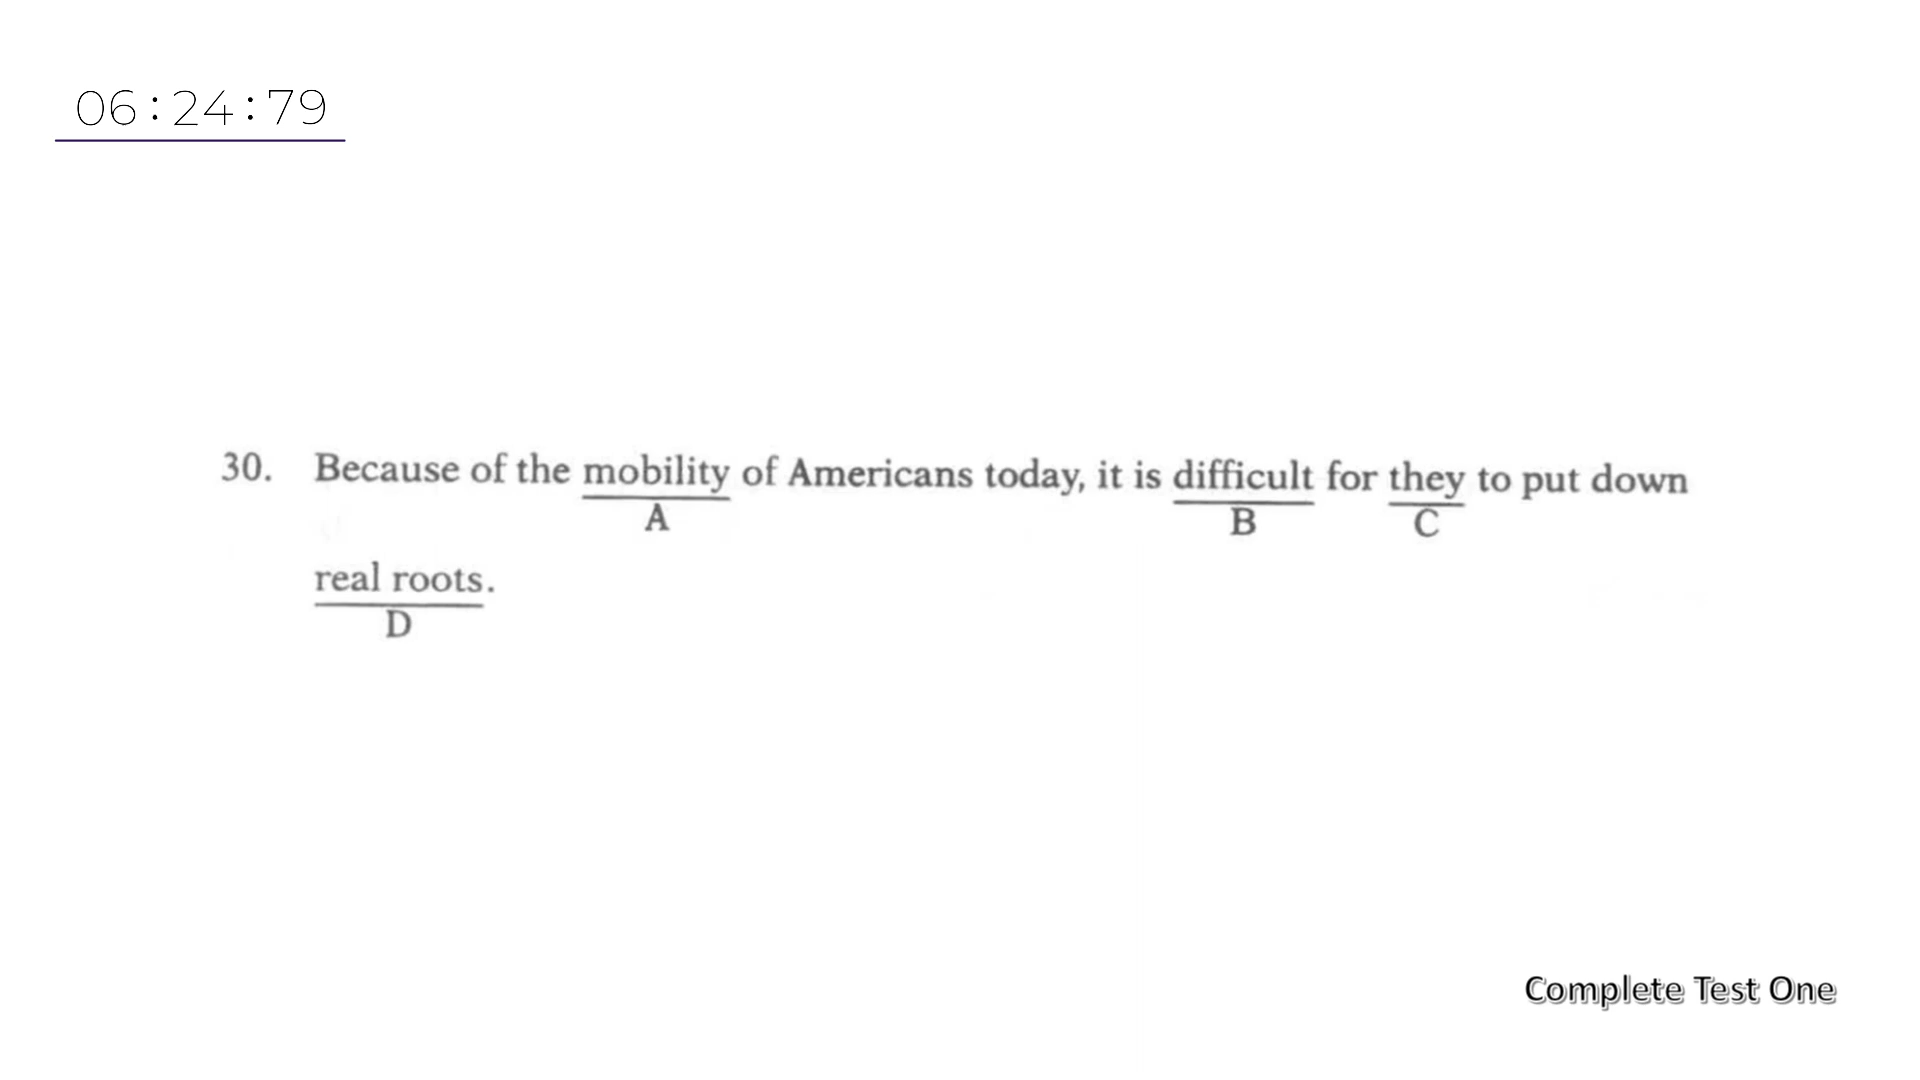 06:24:79
30. Because of the mobility of Americans today, it is difficult for they to put down
A B C
real roots.
D
Complete Test One